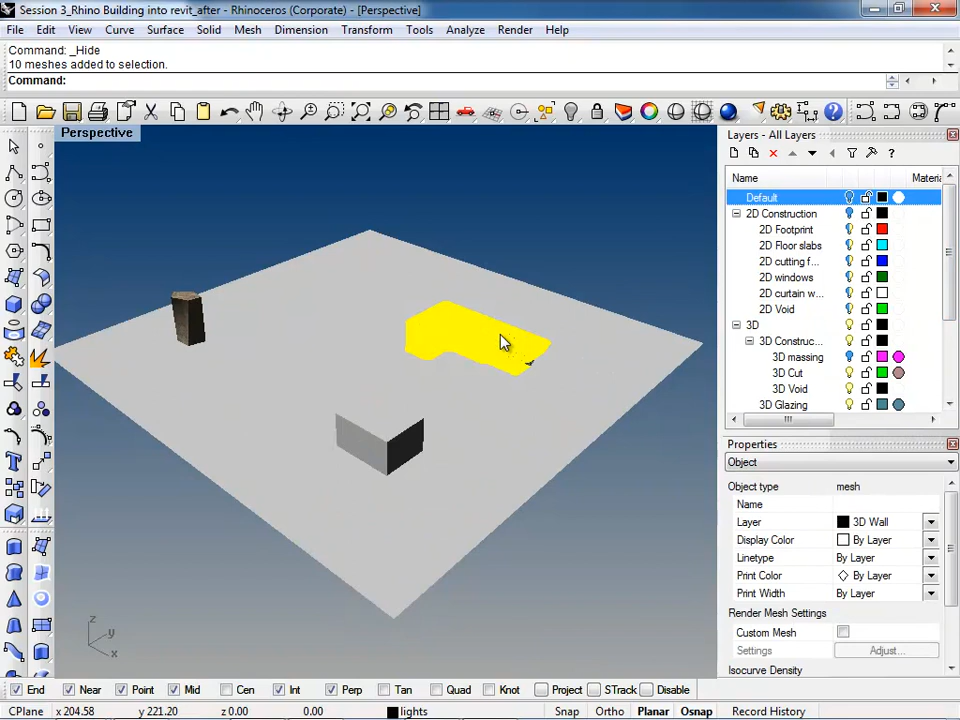 Session 3_Rhino Building into revit_after - Rhinoceros (Corporate) - [Perspective]
File Edit View Curve Surface Solid Mesh Dimension Transform Tools Analyze Render Help
Command: _Hide
10 meshes added to selection.
Command:
Perspective
Layers - All Layers
Name Materia
Default
2D Construction
2D Footprint
2D Floor slabs
2D cutting f...
2D windows
2D curtain w...
2D Void
3D
3D Construc...
3D massing
3D Cut
3D Void
3D Glazing
Properties
Object
Object type mesh
Name
Layer 3D Wall
Display Color By Layer
Linetype By Layer
Print Color By Layer
Print Width By Layer
Render Mesh Settings
Custom Mesh
Settings Adjust...
Isocurve Density
z
y
x
End Near Point Mid Cen Int Perp Tan Quad Knot Project STrack Disable
CPlane x 204.58 y 221.20 z 0.00 0.00 lights Snap Ortho Planar Osnap Record History